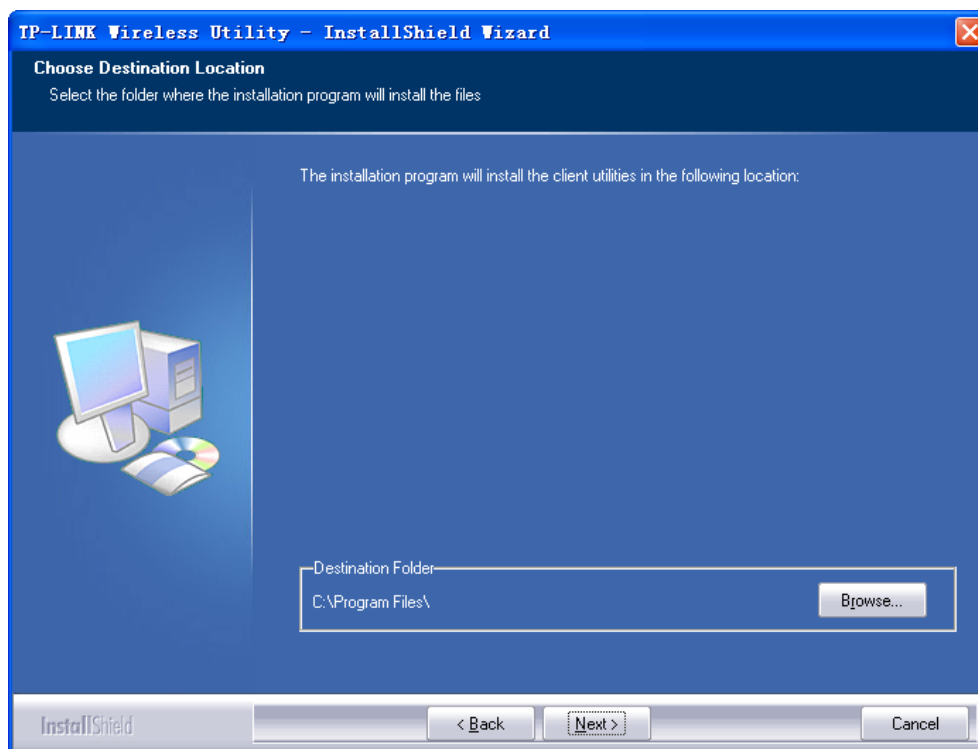 TP-LINK Wireless Utility - InstallShield Wizard
Choose Destination Location
Select the folder where the installation program will install the files
The installation program will install the client utilities in the following location:
Destination Folder
C:\Program Files\
Browse...
InstallShield
< Back
Next >
Cancel